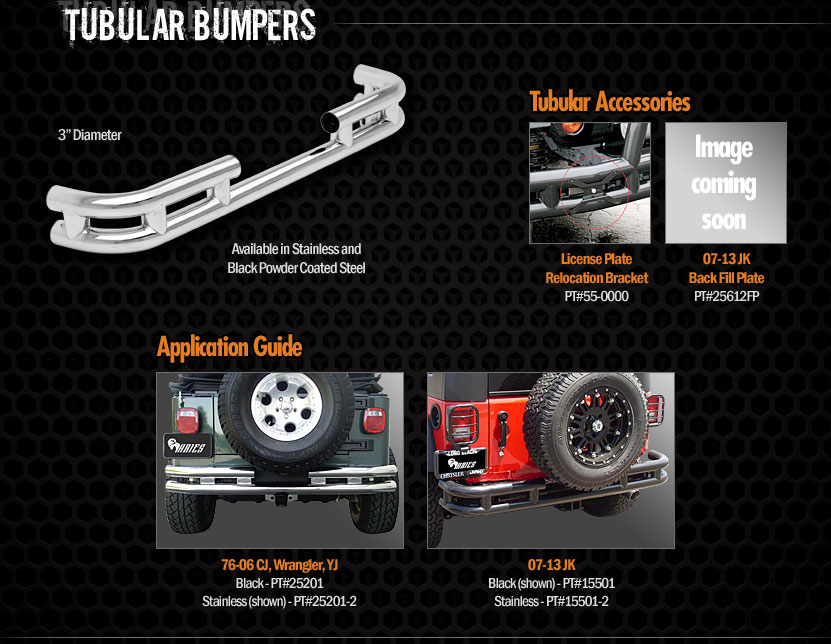 TUBULAR BUMPERS
3" Diameter
Available in Stainless and
Black Powder Coated Steel
Tubular Accessories
Image
coming
soon
License Plate
Relocation Bracket
PT#55-0000
07-13 JK
Back Fill Plate
PT#25612FP
Application Guide
ARIES
ARIES
CHRYSLER
76-06 CJ, Wrangler, YJ
Black - PT#25201
Stainless (shown) - PT#25201-2
07-13 JK
Black (shown) - PT#15501
Stainless - PT#15501-2